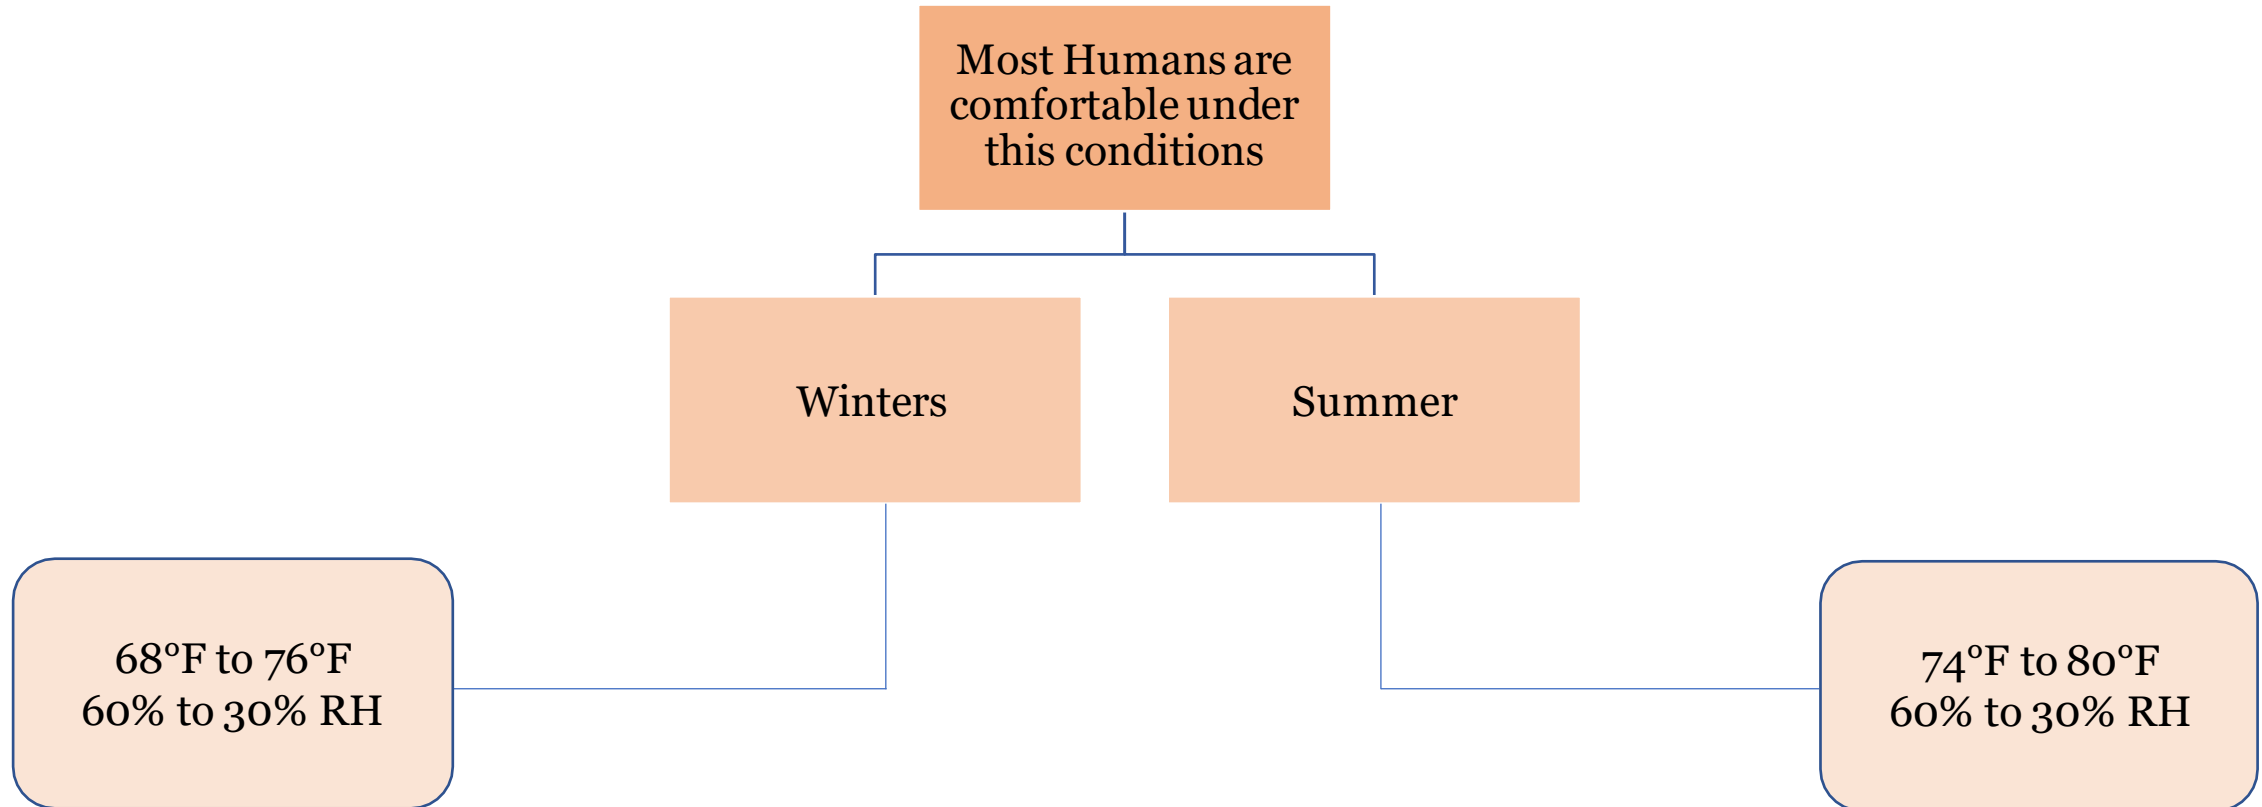 Most Humans are
comfortable under
this conditions
Winters
Summer
68°F to 76°F
60% to 30% RH
74°F to 80°F
60% to 30% RH